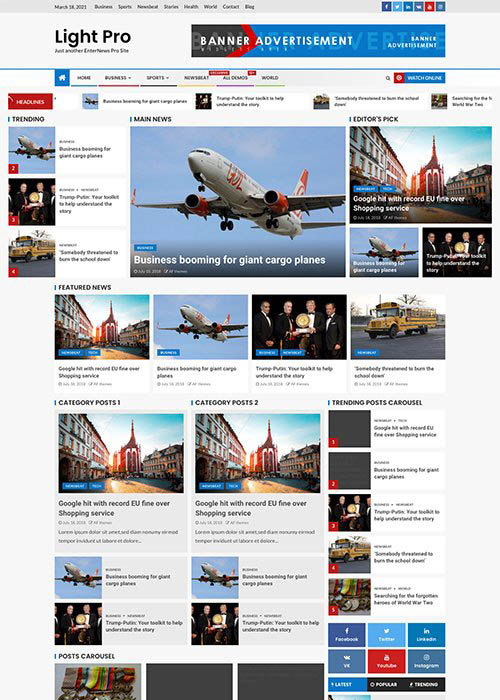 March 18, 2021 Business Sports Newsbeat Stories Health World Contact Blog
Light Pro
Just another EnterNews Pro Site
BANNER ADVERTISEMENT
BANNER
ADVERTISEMENT
HOME BUSINESS SPORTS NEWSBEAT ALL DEMOS WORLD
EXCLUSIVE
WATCH ONLINE
HEADLINES
Business booming for giant cargo planes
Trump-Putin: Your toolkit to help
understand the story
'Somebody threatened to burn the school
down'
Searching for the fo
World War Two
TRENDING
BUSINESS
Business booming for
giant cargo planes
2
BUSINESS NEWSBEAT
Trump-Putin: Your toolkit
to help understand the
story
3
NEWSBEAT
'Somebody threatened to
burn the school down'
4
MAIN NEWS
BUSINESS
Business booming for giant cargo planes
July 18, 2018 AF themes
EDITOR'S PICK
NEWSBEAT TECH
Google hit with record EU fine over
Shopping service
July 18, 2018 AF themes
Business booming for
giant cargo planes
Trump-Putin: Your toolkit
to help understand the
story
FEATURED NEWS
NEWSBEAT TECH
Google hit with record EU fine over
Shopping service
July 18, 2018 AF themes
BUSINESS
Business booming for giant cargo
planes
July 18, 2018 AF themes
BUSINESS NEWSBEAT
Trump-Putin: Your toolkit to help
understand the story
July 18, 2018 AF themes
NEWSBEAT
'Somebody threatened to burn the
school down'
July 18, 2018 AF themes
CATEGORY POSTS 1
NEWSBEAT TECH
Google hit with record EU fine over
Shopping service
July 18, 2018 AF themes
Lorem ipsum dolor sit amet,sed diam nonumy eirmod
tempor invidunt ut labore et dolore...
BUSINESS
Business booming for giant
cargo planes
BUSINESS NEWSBEAT
Trump-Putin: Your toolkit to
help understand the story
CATEGORY POSTS 2
NEWSBEAT TECH
Google hit with record EU fine over
Shopping service
July 18, 2018 AF themes
Lorem ipsum dolor sit amet,sed diam nonumy eirmod
tempor invidunt ut labore et dolore...
BUSINESS
Business booming for giant
cargo planes
BUSINESS NEWSBEAT
Trump-Putin: Your toolkit to
help understand the story
TRENDING POSTS CAROUSEL
NEWSBEAT TECH
Google hit with record EU
fine over Shopping service
1
BUSINESS
Business booming for giant
cargo planes
2
BUSINESS NEWSBEAT
Trump-Putin: Your toolkit to
help understand the story
3
NEWSBEAT
'Somebody threatened to
burn the school down'
4
NEWSBEAT WORLD
Searching for the forgotten
heroes of World War Two
5
Facebook Twitter Linkedin
VK Youtube Instagram
LATEST POPULAR TRENDING
POSTS CAROUSEL